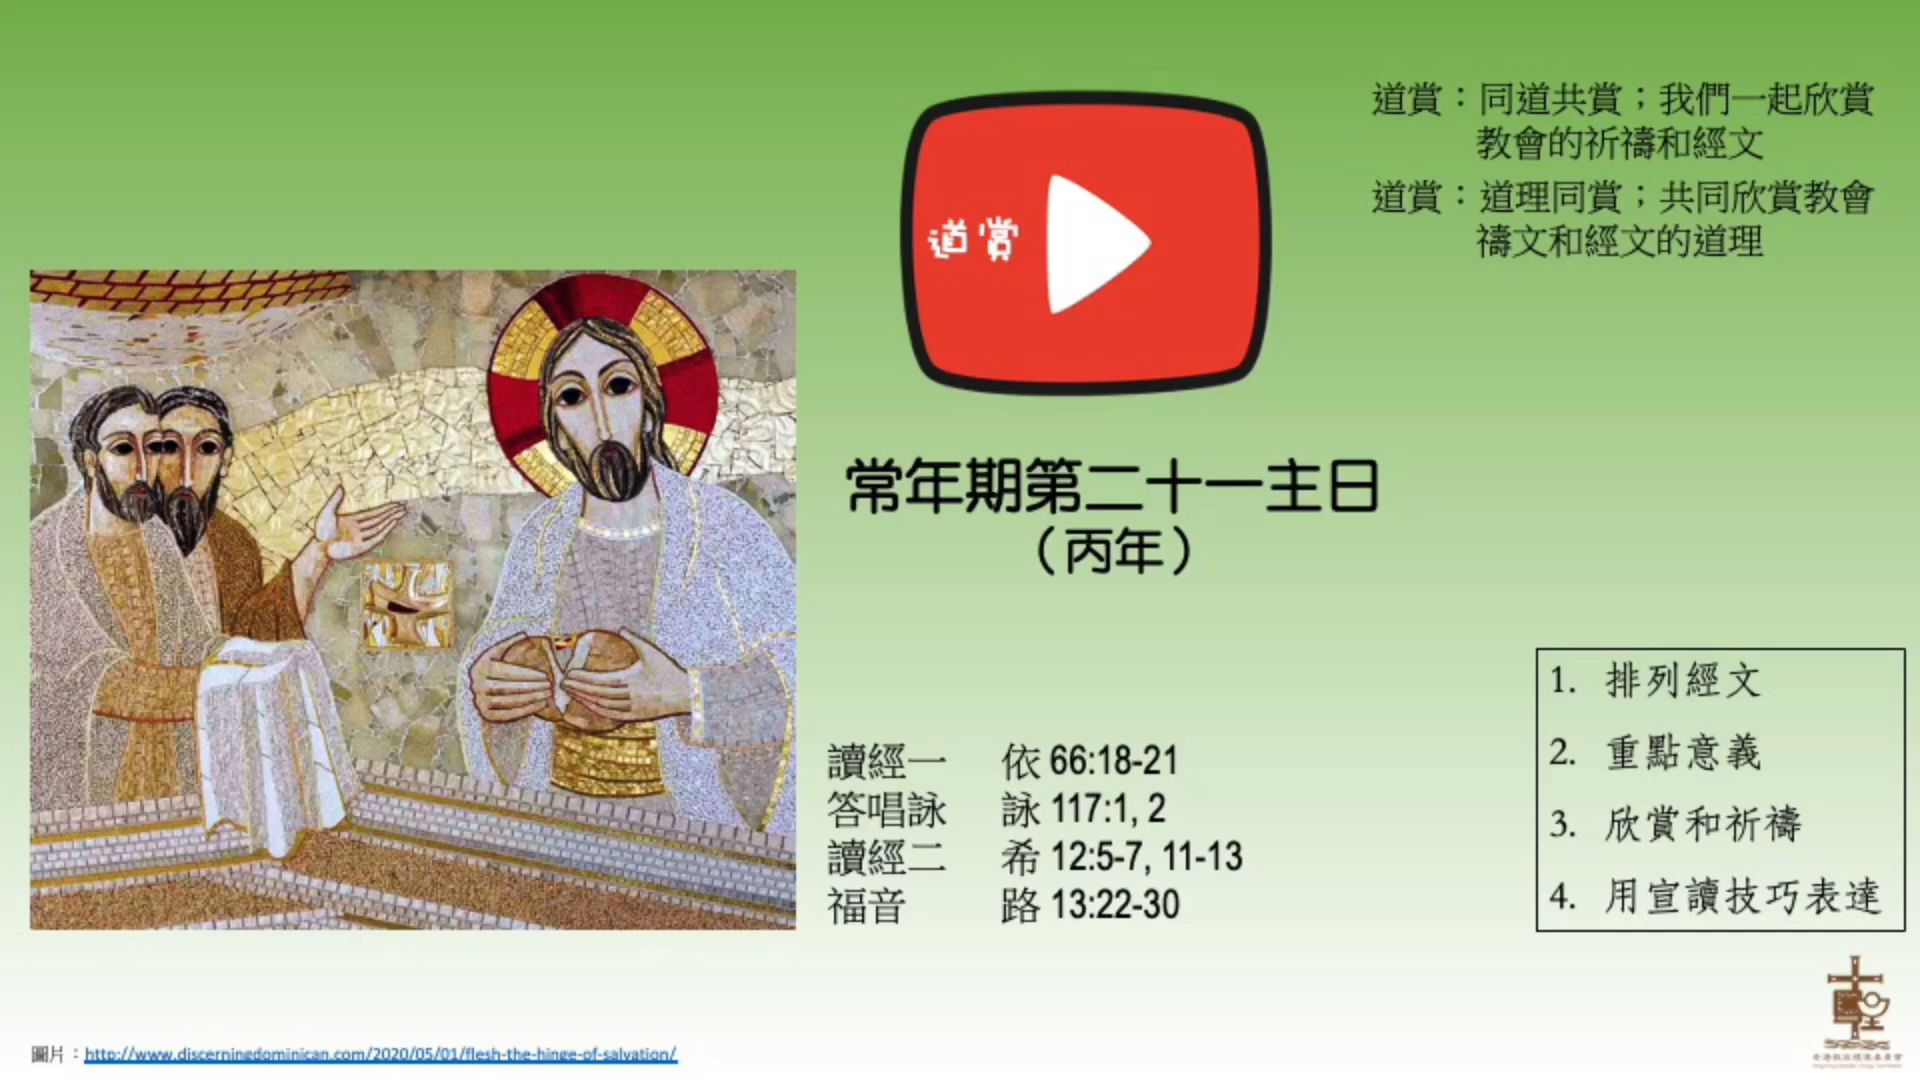 道賞：同道共賞；我們一起欣賞
教會的祈禱和經文
道賞：道理同賞；共同欣賞教會
禱文和經文的道理
道賞
常年期第二十一主日
（丙年）
讀經一 依 66:18-21
答唱詠 詠 117:1, 2
讀經二 希 12:5-7, 11-13
福音 路 13:22-30
1. 排列經文
2. 重點意義
3. 欣賞和祈禱
4. 用宣讀技巧表達
圖片：http://www.discerningdominican.com/2020/05/01/flesh-the-hinge-of-salvation/